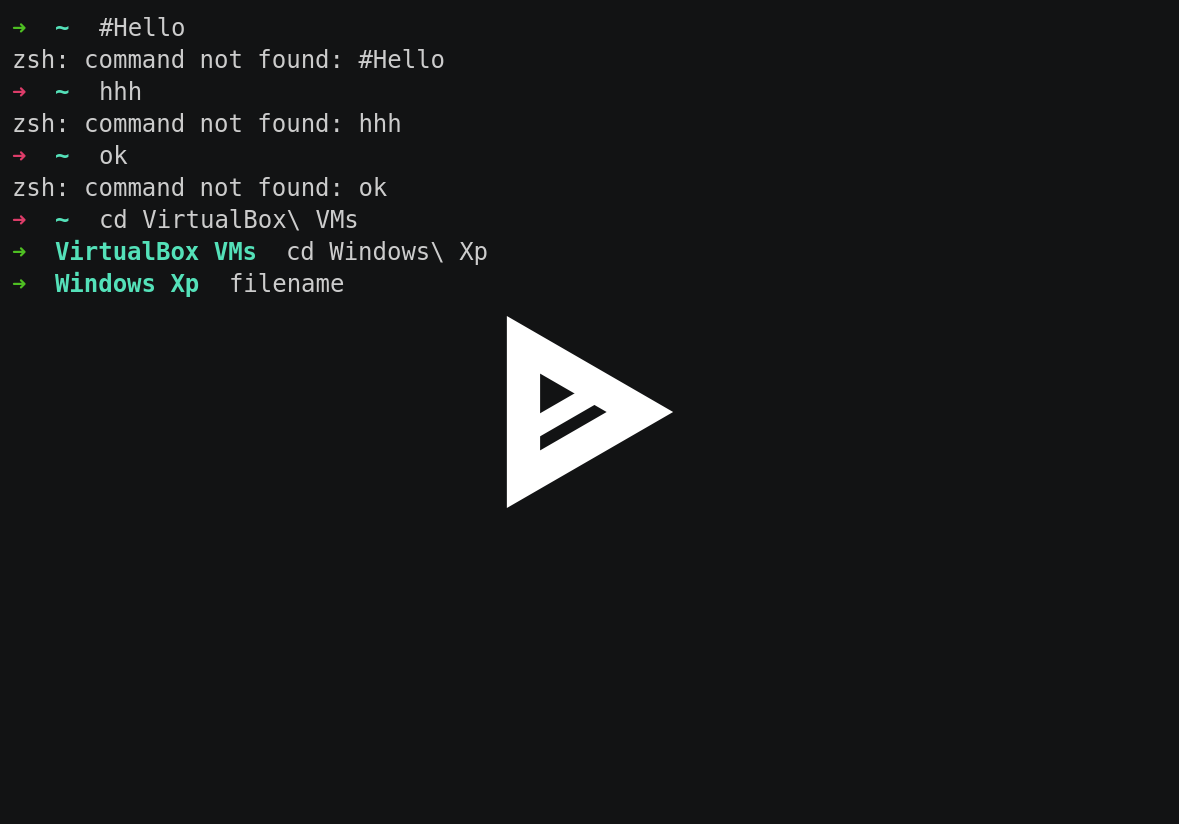 ➜  ~  #Hello
zsh: command not found: #Hello
➜  ~  hhh
zsh: command not found: hhh
➜  ~  ok
zsh: command not found: ok
➜  ~  cd VirtualBox\ VMs
➜  VirtualBox VMs  cd Windows\ Xp
➜  Windows Xp  filename